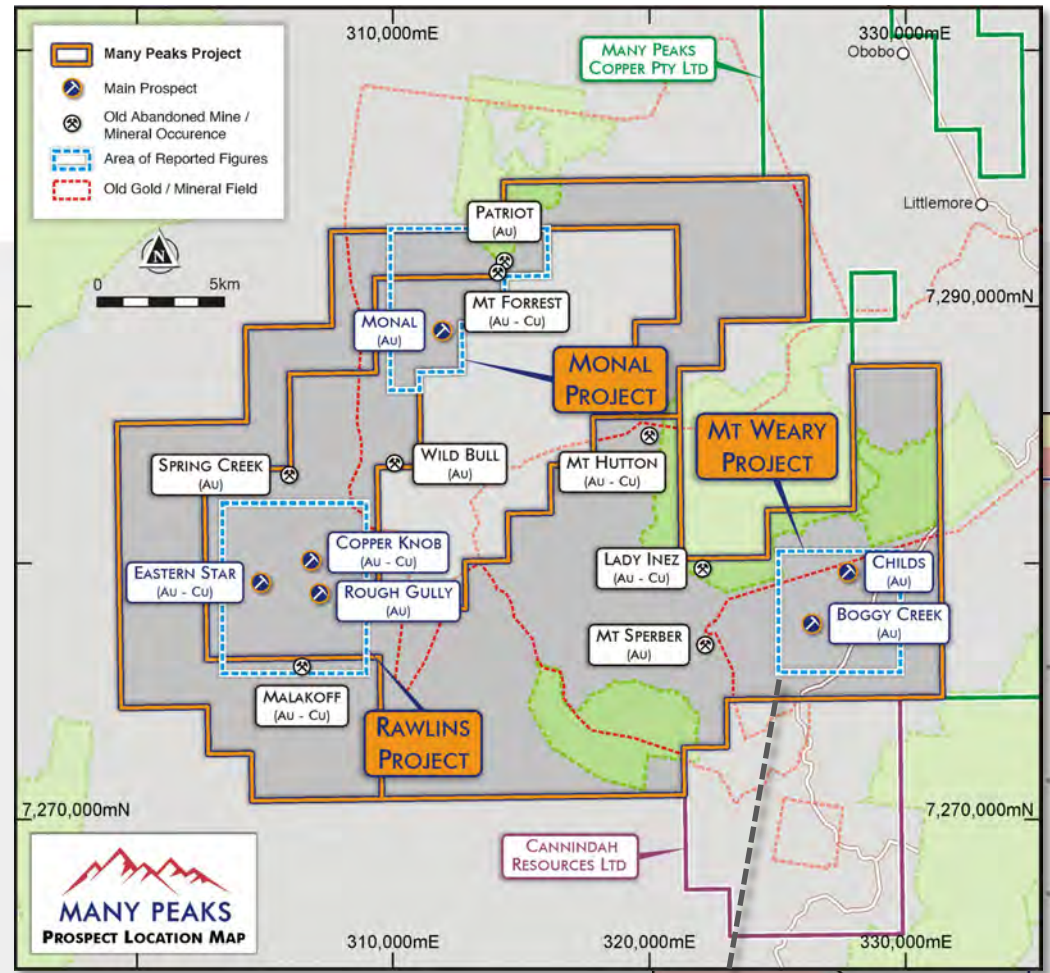 310,000mE
330,000mE
Many Peaks Project
Main Prospect
Old Abandoned Mine /
Mineral Occurence
Area of Reported Figures
Old Gold / Mineral Field
N
0
5km
MANY PEAKS
COPPER PTY LTD
Obobo
Littlemore
PATRIOT
(Au)
MT FORREST
(Au - Cu)
7,290,000mN
MONAL
(Au)
MONAL
PROJECT
MT WEARY
PROJECT
SPRING CREEK
(Au)
WILD BULL
(Au)
MT HUTTON
(Au - Cu)
COPPER KNOB
(Au - Cu)
EASTERN STAR
(Au - Cu)
ROUGH GULLY
(Au)
LADY INEZ
(Au - Cu)
CHILDS
(Au)
BOGGY CREEK
(Au)
MT SPERBER
(Au)
MALAKOFF
(Au - Cu)
RAWLINS
PROJECT
7,270,000mN
7,270,000mN
CANNINDAH
RESOURCES LTD
MANY PEAKS
PROSPECT LOCATION MAP
310,000mE
320,000mE
330,000mE